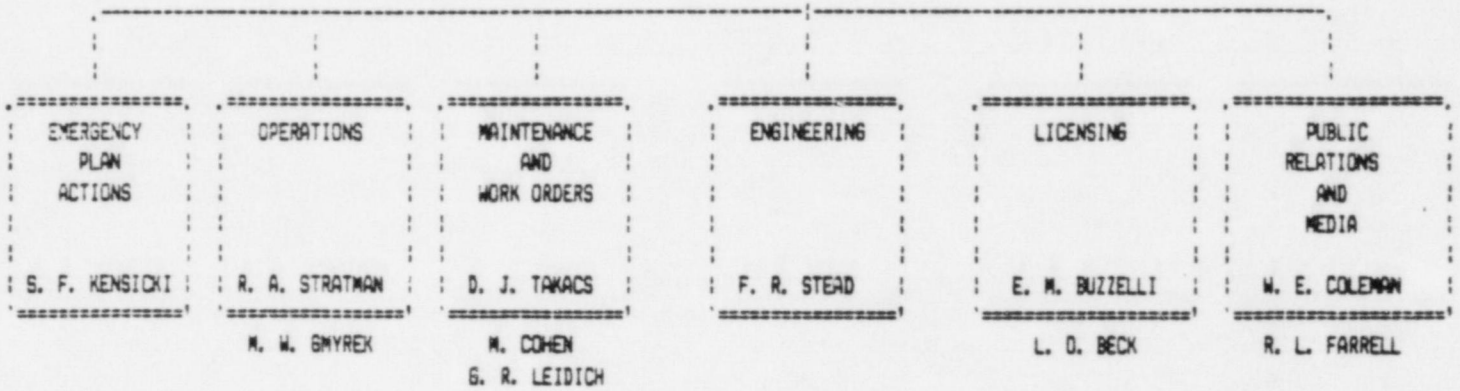 EMERGENCY
PLAN
ACTIONS
S. F. KENSICKI
OPERATIONS
R. A. STRATMAN
M. W. GMYREK
MAINTENANCE
AND
WORK ORDERS
D. J. TAKACS
M. COHEN
G. R. LEIDICH
ENGINEERING
F. R. STEAD
LICENSING
E. M. BUZZELLI
L. O. BECK
PUBLIC
RELATIONS
AND
MEDIA
W. E. COLEMAN
R. L. FARRELL